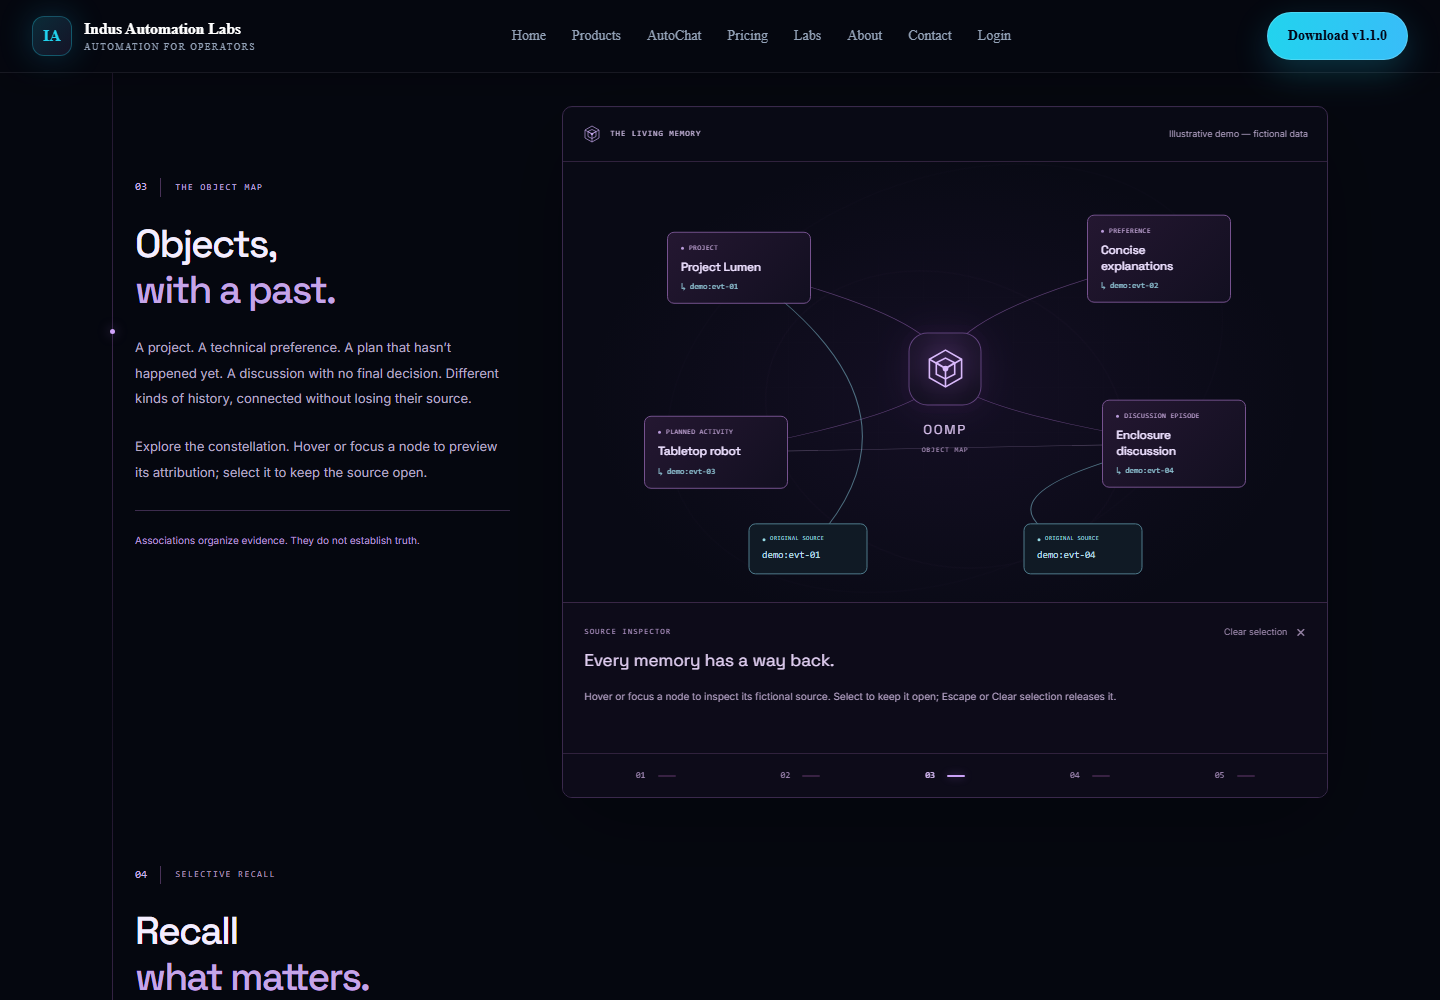 IA
Indus Automation Labs
AUTOMATION FOR OPERATORS
Home
Products
AutoChat
Pricing
Labs
About
Contact
Login
Download v1.1.0
03
THE OBJECT MAP
Objects,
with a past.
A project. A technical preference. A plan that hasn’t
happened yet. A discussion with no final decision. Different
kinds of history, connected without losing their source.
Explore the constellation. Hover or focus a node to preview
its attribution; select it to keep the source open.
Associations organize evidence. They do not establish truth.
THE LIVING MEMORY
Illustrative demo — fictional data
PROJECT
Project Lumen
↳ demo:evt-01
PREFERENCE
Concise
explanations
↳ demo:evt-02
OOMP
OBJECT MAP
PLANNED ACTIVITY
Tabletop robot
↳ demo:evt-03
DISCUSSION EPISODE
Enclosure
discussion
↳ demo:evt-04
ORIGINAL SOURCE
demo:evt-01
ORIGINAL SOURCE
demo:evt-04
SOURCE INSPECTOR
Clear selection ✕
Every memory has a way back.
Hover or focus a node to inspect its fictional source. Select to keep it open; Escape or Clear selection releases it.
01
02
03
04
05
04
SELECTIVE RECALL
Recall
what matters.